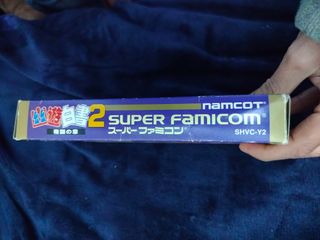 幽遊白書2
格闘の章
namcot
SUPER FAMICOM
スーパーファミコン
SHVC-Y2